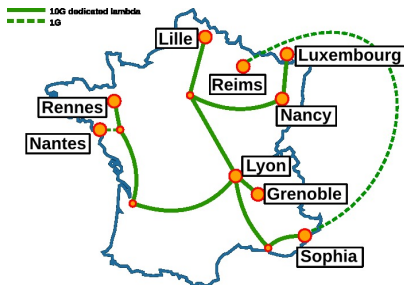 10G dedicated lambda
1G
Lille
Luxembourg
Reims
Rennes
Nancy
Nantes
Lyon
Grenoble
Sophia